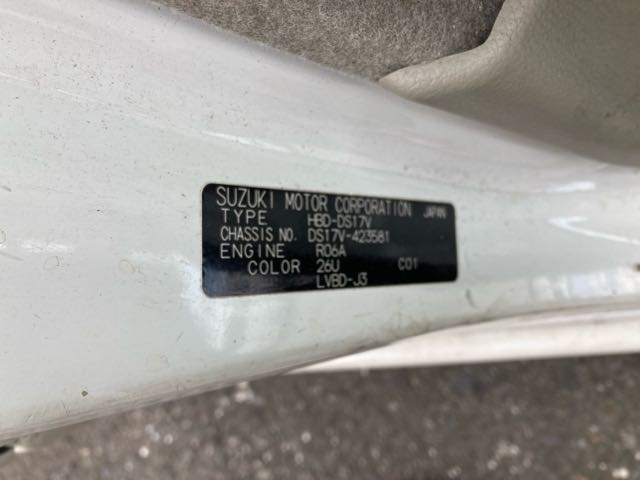 SUZUKI MOTOR CORPORATION JAPAN
TYPE HBD-DS17V
CHASSIS NO. DS17V-423581
ENGINE R06A
COLOR 26U C01
LVBD-J3